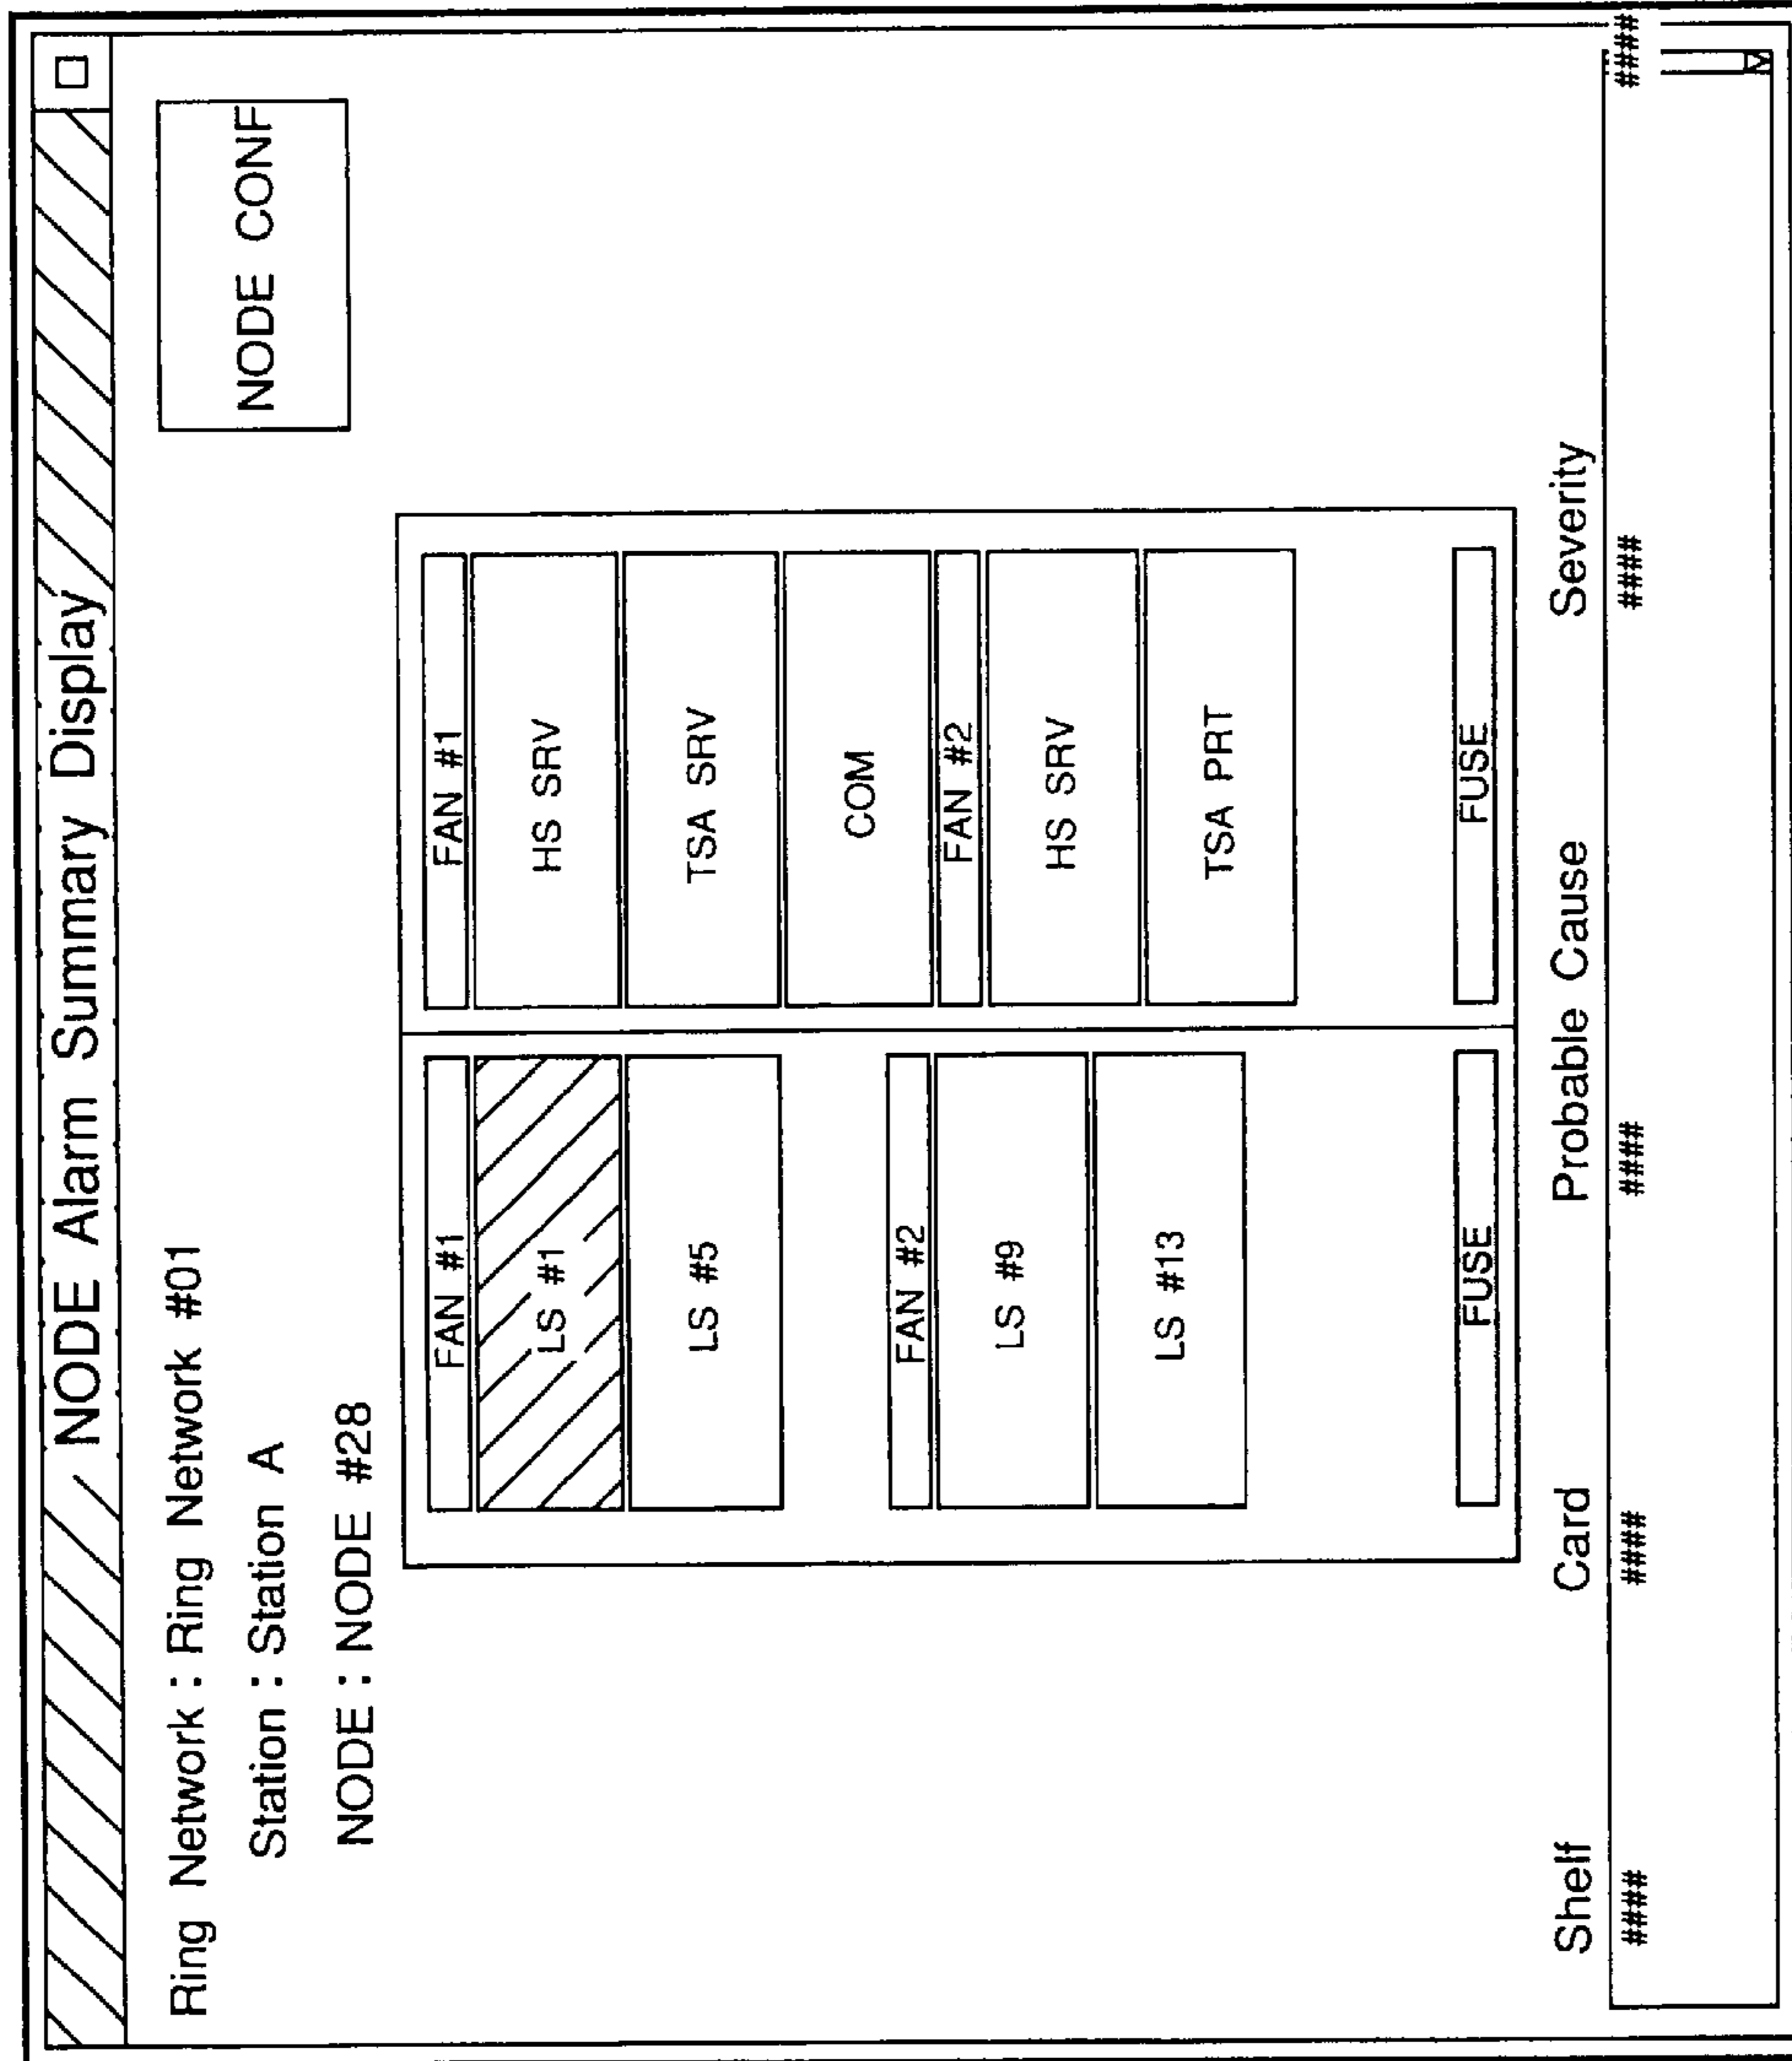 NODE Alarm Summary Display
NODE CONF
Ring Network : Ring Network #01
Station : Station A
NODE : NODE #28
FAN #1
LS #1
LS #5
FAN #2
LS #9
LS #13
FUSE
FAN #1
HS SRV
TSA SRV
COM
FAN #2
HS SRV
TSA PRT
FUSE
Shelf Card Probable Cause Severity
#### #### #### #### ####